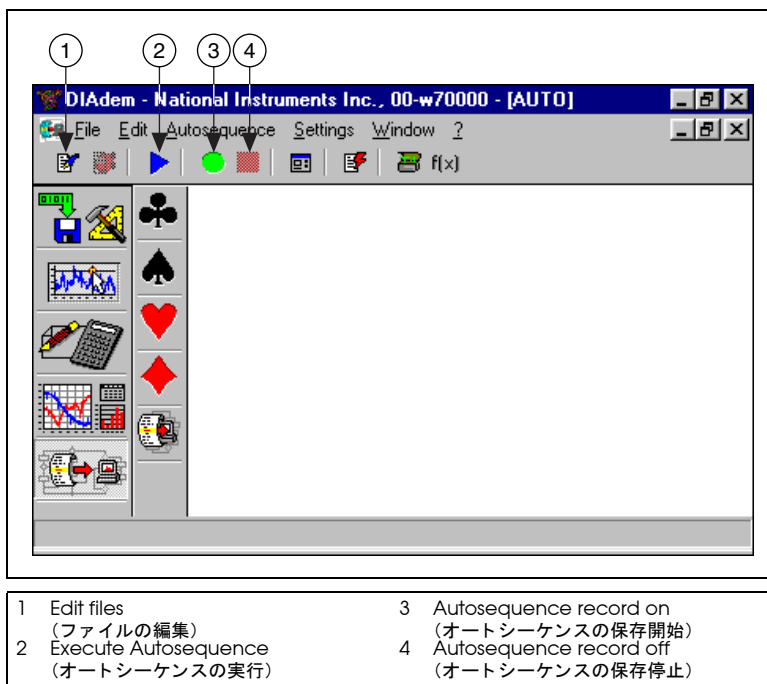 1 2 3 4
DIAdem - National Instruments Inc., 00-w70000 - [AUTO]
File Edit Autosequence Settings Window ?
f(x)
01011
1 Edit files
(ファイルの編集)
2 Execute Autosequence
(オートシーケンスの実行)
3 Autosequence record on
(オートシーケンスの保存開始)
4 Autosequence record off
(オートシーケンスの保存停止)